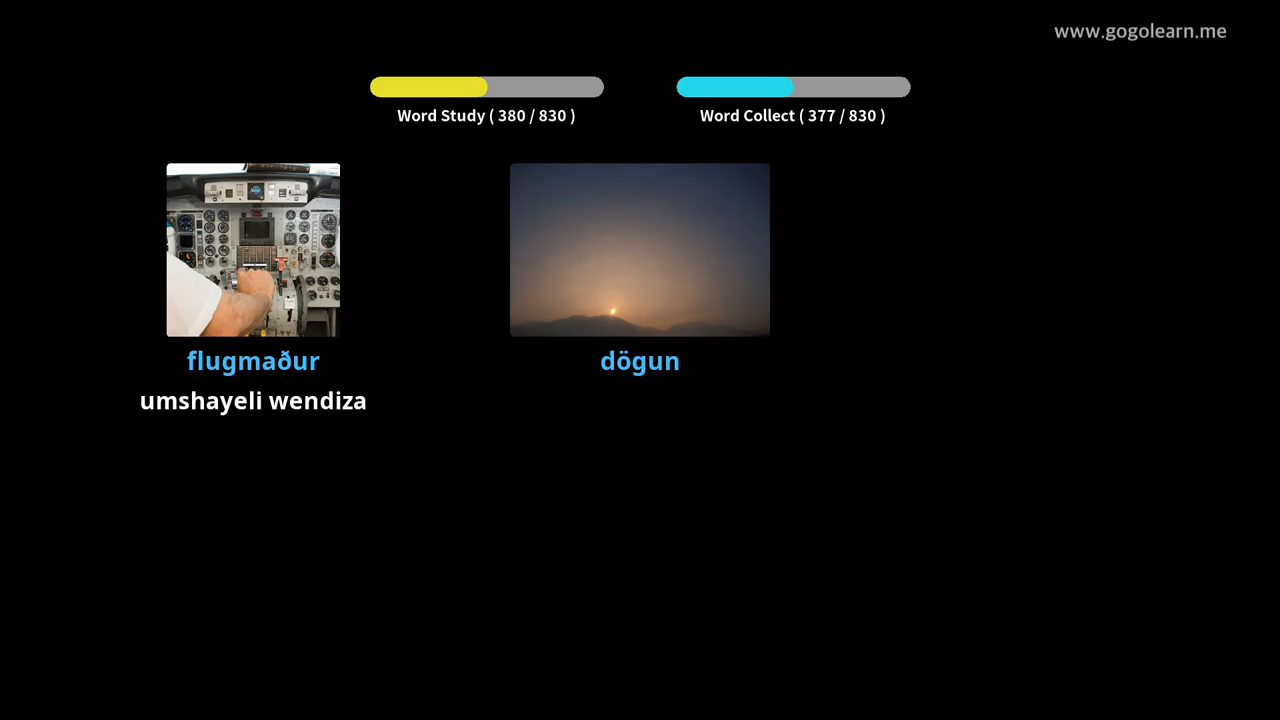 www.gogolearn.me
Word Study ( 380 / 830 )
Word Collect ( 377 / 830 )
flugmaður
dögun
umshayeli wendiza